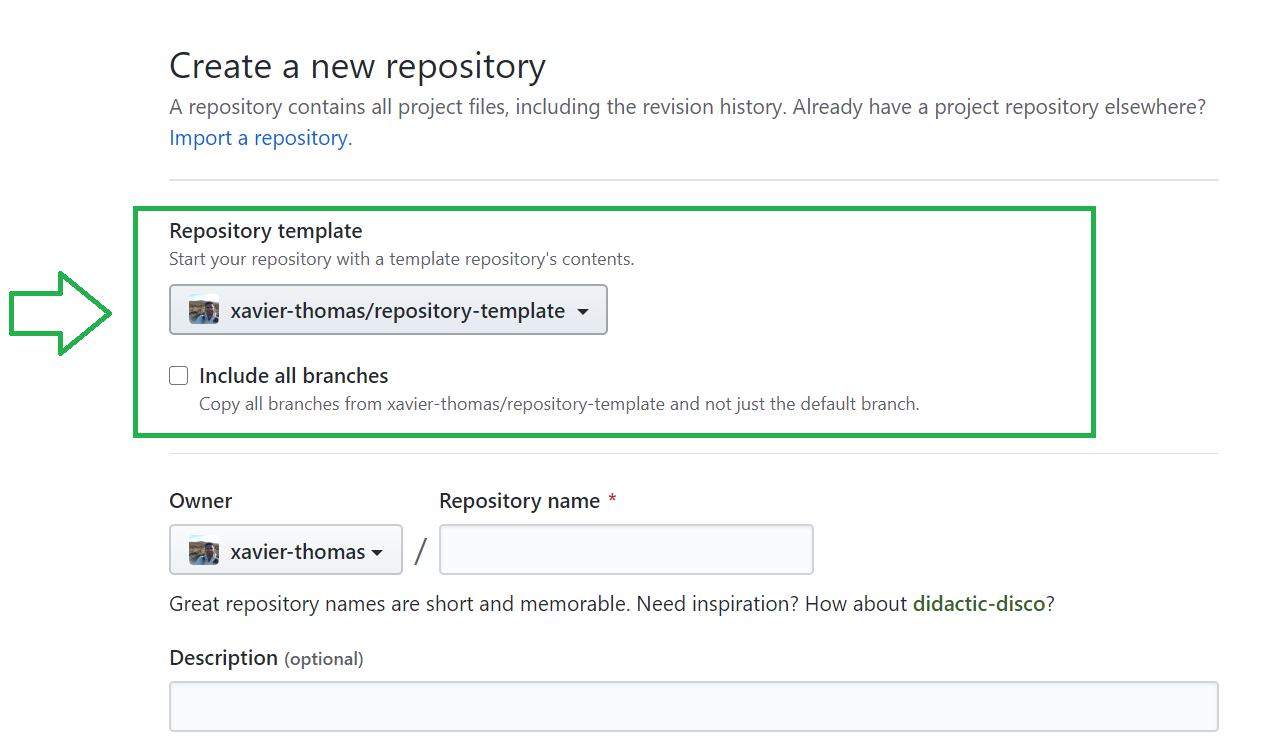 Create a new repository
A repository contains all project files, including the revision history. Already have a project repository elsewhere?
Import a repository.
Repository template
Start your repository with a template repository's contents.
xavier-thomas/repository-template
Include all branches
Copy all branches from xavier-thomas/repository-template and not just the default branch.
Owner
Repository name *
xavier-thomas
/
Great repository names are short and memorable. Need inspiration? How about didactic-disco?
Description (optional)